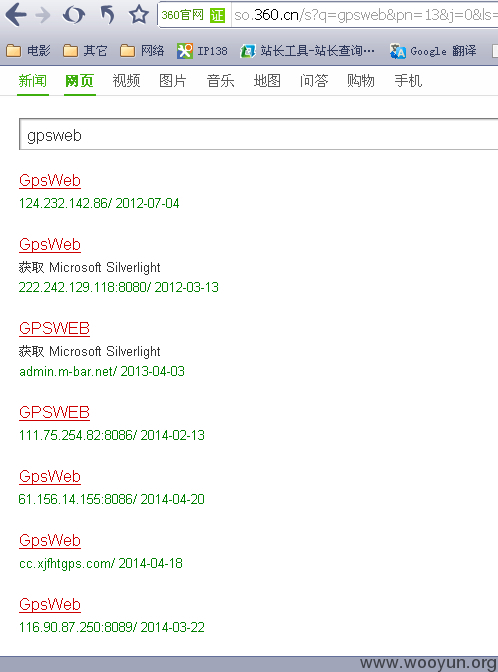 360官网 证 so.360.cn/s?q=gpsweb&pn=13&j=0&ls=
电影 其它 网络 IP138 站长工具-站长查询… Google 翻译
新闻 网页 视频 图片 音乐 地图 问答 购物 手机
gpsweb
GpsWeb
124.232.142.86/ 2012-07-04
GpsWeb
获取 Microsoft Silverlight
222.242.129.118:8080/ 2012-03-13
GPSWEB
获取 Microsoft Silverlight
admin.m-bar.net/ 2013-04-03
GPSWEB
111.75.254.82:8086/ 2014-02-13
GpsWeb
61.156.14.155:8086/ 2014-04-20
GpsWeb
cc.xjfhtgps.com/ 2014-04-18
GpsWeb
116.90.87.250:8089/ 2014-03-22
www.wooyun.org